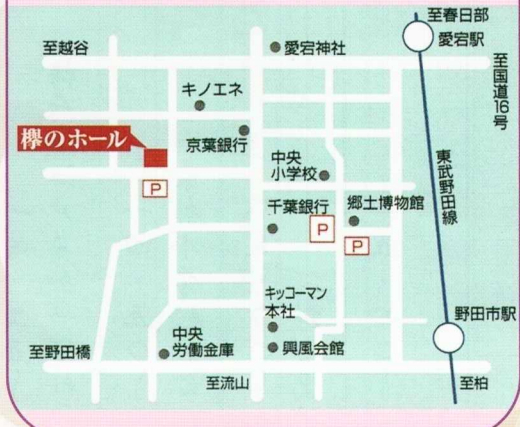 至春日部
愛宕駅
至越谷
愛宕神社
至国道16号
キノエネ
欅のホール
京葉銀行
中央
小学校
東武野田線
P
千葉銀行
郷土博物館
P
P
キッコーマン
本社
野田市駅
中央
労働金庫
興風会館
至野田橋
至流山
至柏